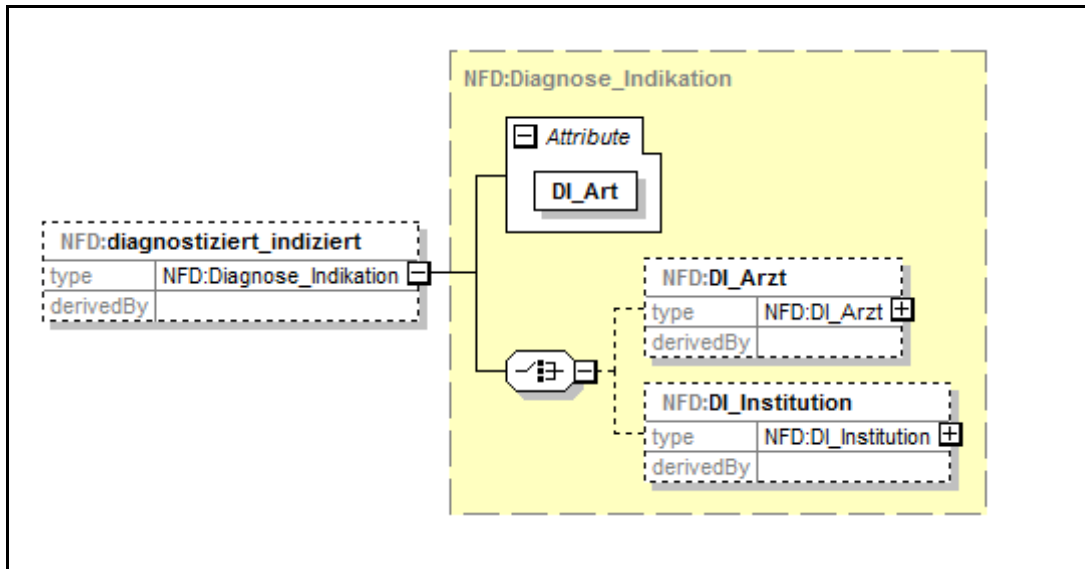 NFD:Diagnose_Indikation
Attribute
DI_Art
NFD:diagnostiziert_indiziert
type NFD:Diagnose_Indikation
derivedBy
NFD:DI_Arzt
type NFD:DI_Arzt
derivedBy
NFD:DI_Institution
type NFD:DI_Institution
derivedBy